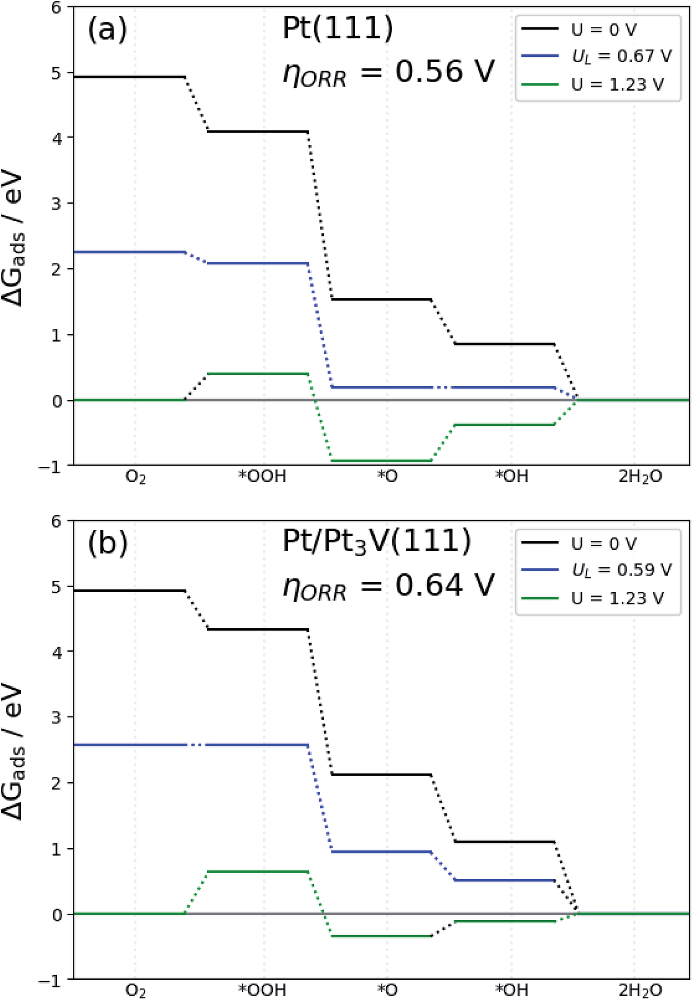 (a)
Pt(111)
η_ORR = 0.56 V
U = 0 V
U_L = 0.67 V
U = 1.23 V
ΔG_ads / eV
6
5
4
3
2
1
0
−1
O₂ *OOH *O *OH 2H₂O
(b)
Pt/Pt₃V(111)
η_ORR = 0.64 V
U = 0 V
U_L = 0.59 V
U = 1.23 V
ΔG_ads / eV
6
5
4
3
2
1
0
−1
O₂ *OOH *O *OH 2H₂O